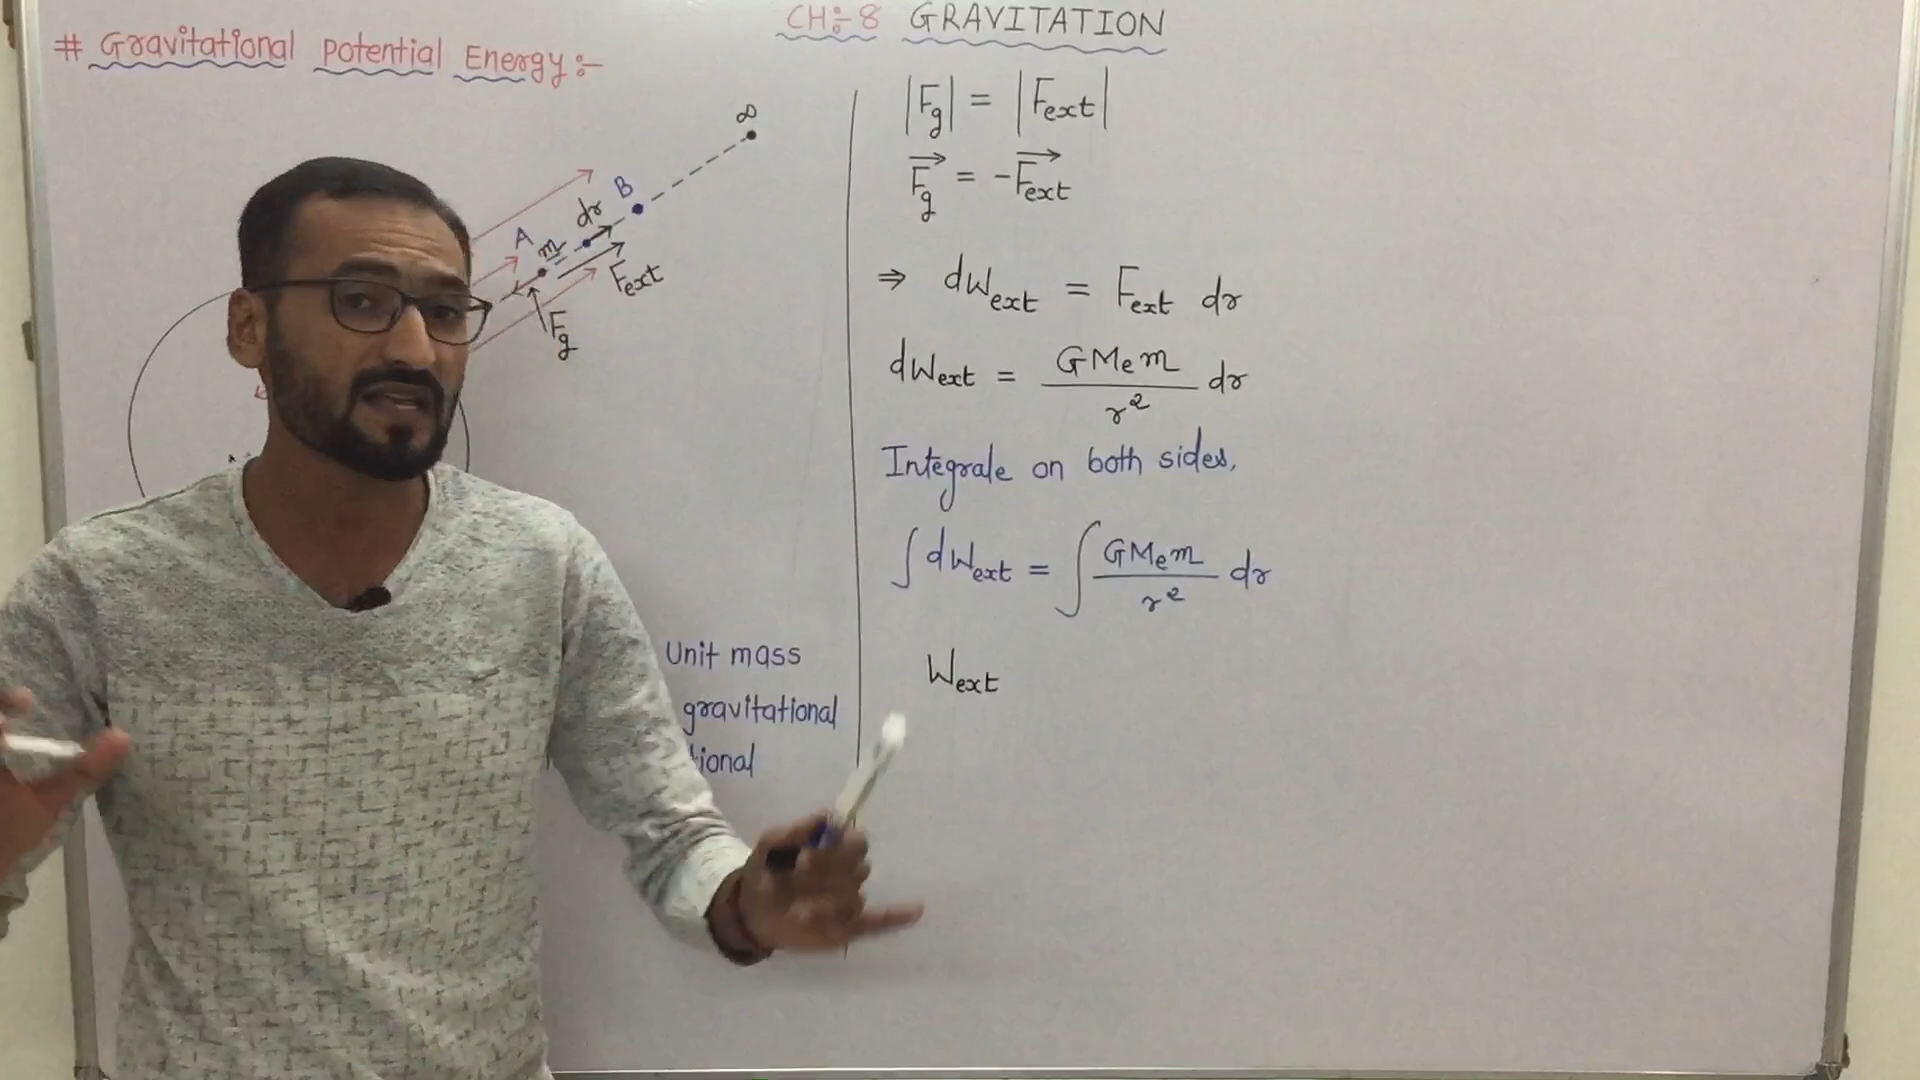 CH:- 8 GRAVITATION
# Gravitational Potential Energy :-
∞
B
dr
A
m
Fext
Fg
|Fg| = |Fext|
Fg = -Fext
⇒ dWext = Fext dr
dWext = GMem/r² dr
Integrale on both sides,
∫dWext = ∫GMem/r² dr
Wext
Unit mass
gravitational
tional